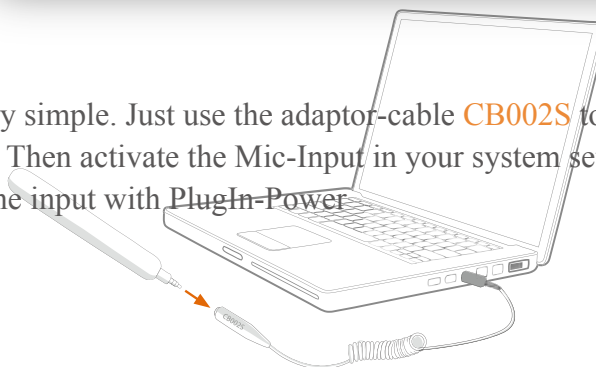 y simple. Just use the adaptor-cable CB002S to
Then activate the Mic-Input in your system se
ne input with PlugIn-Power
CB002S